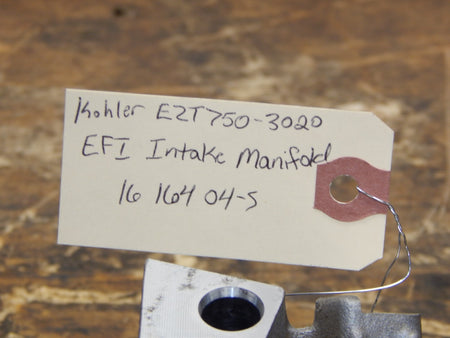 Kohler EZT750-3020
EFI Intake Manifold
16 164 04-S